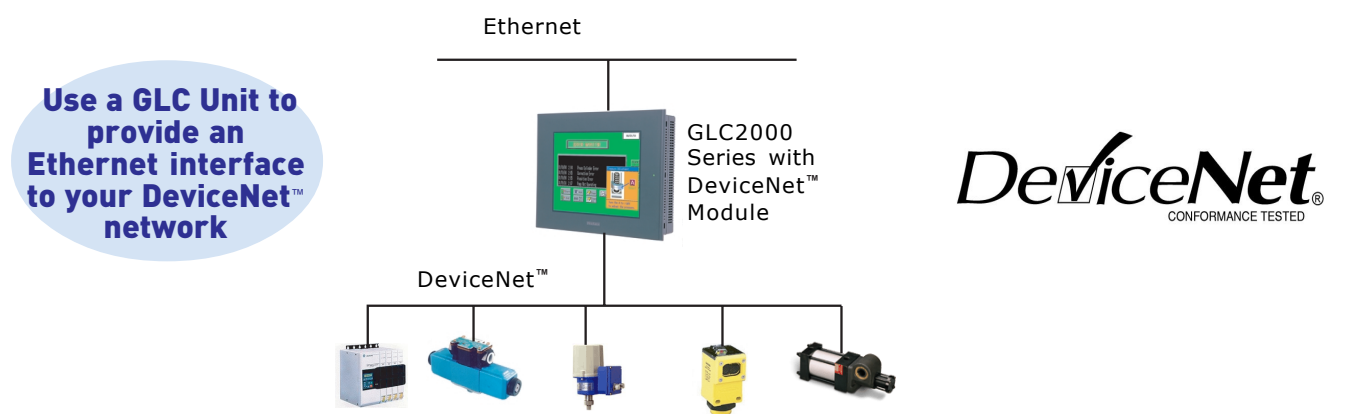 Ethernet
Use a GLC Unit to
provide an
Ethernet interface
to your DeviceNet™
network
GLC2000
Series with
DeviceNet™
Module
DeviceNet®
CONFORMANCE TESTED
DeviceNet™